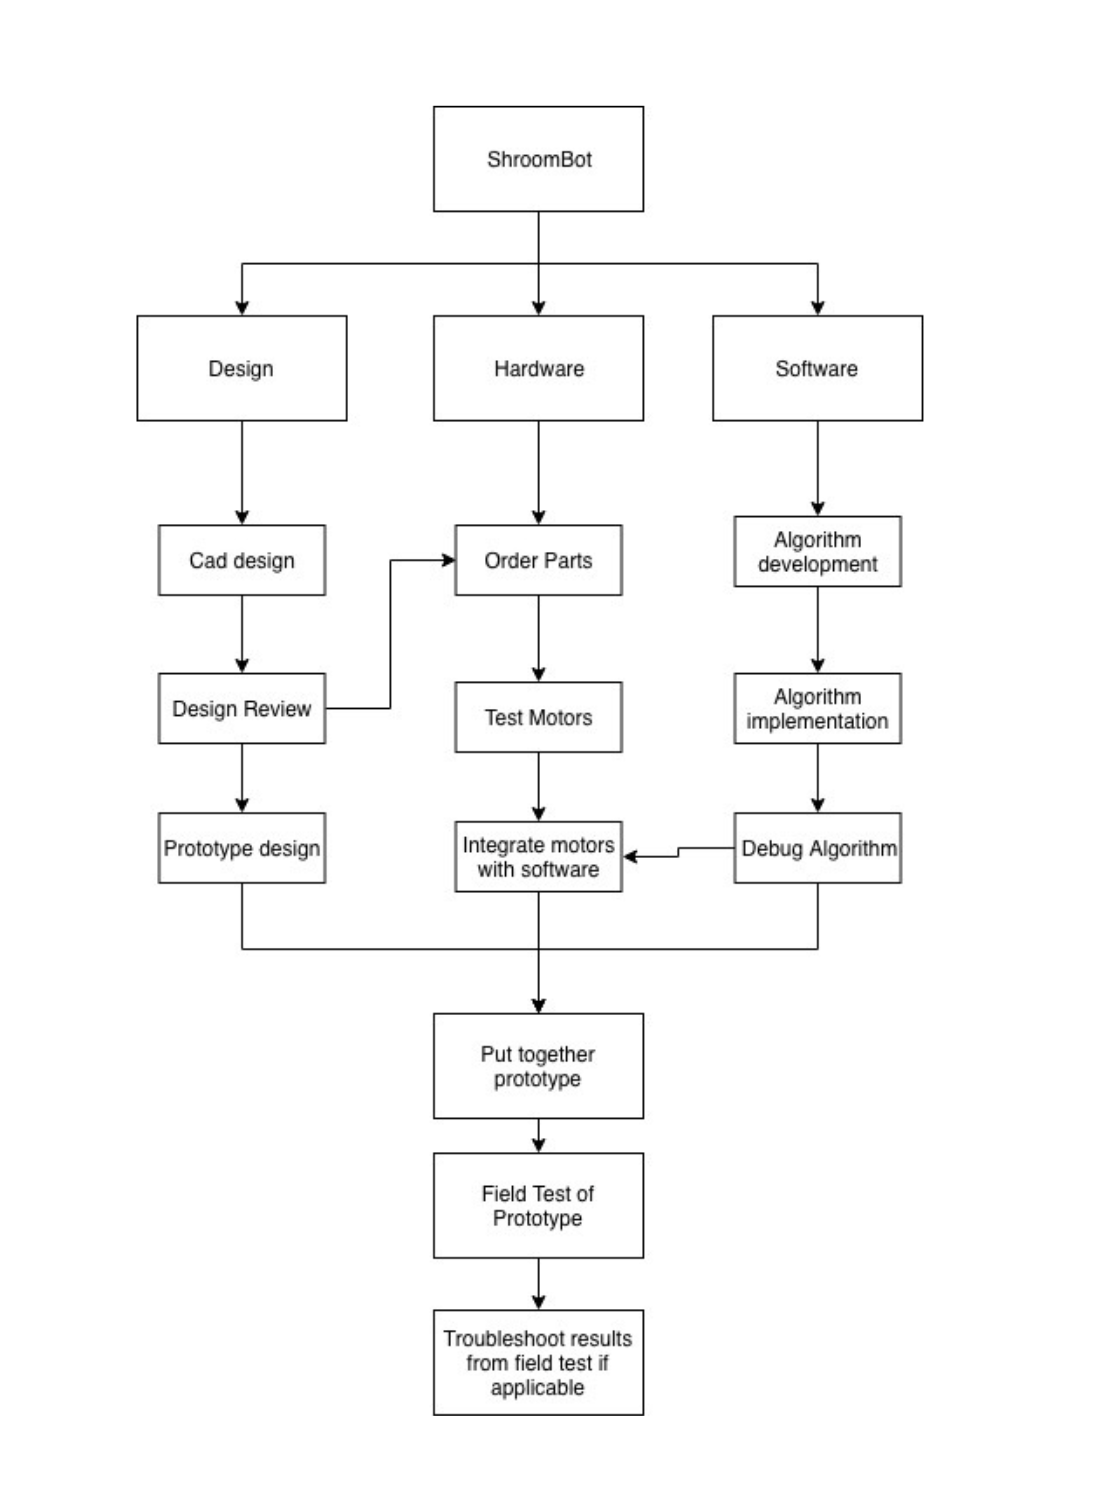 ShroomBot
Design
Hardware
Software
Cad design
Order Parts
Algorithm
development
Design Review
Test Motors
Algorithm
implementation
Prototype design
Integrate motors
with software
Debug Algorithm
Put together
prototype
Field Test of
Prototype
Troubleshoot results
from field test if
applicable